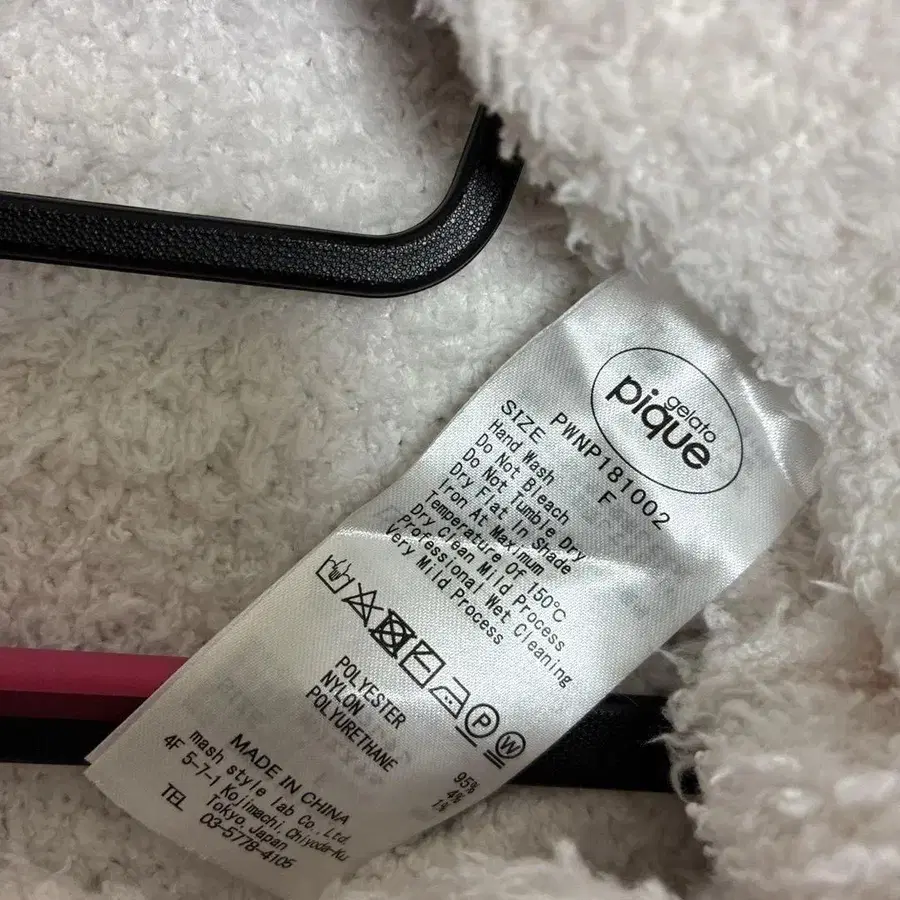 gelato
pique
PWNP181002
SIZE F
Hand Wash
Do Not Bleach
Do Not Tumble Dry
Dry Flat In Shade
Iron At Maximum
Temperature Of 150℃
Dry Clean Mild Process
Professional Wet Cleaning
Very Mild Process
P W
POLYESTER 95%
NYLON 4%
POLYURETHANE 1%
MADE IN CHINA
mash style lab Co., Ltd.
4F 5-7-1 Kojimachi, Chiyoda-Ku
Tokyo, Japan
TEL 03-5778-4105